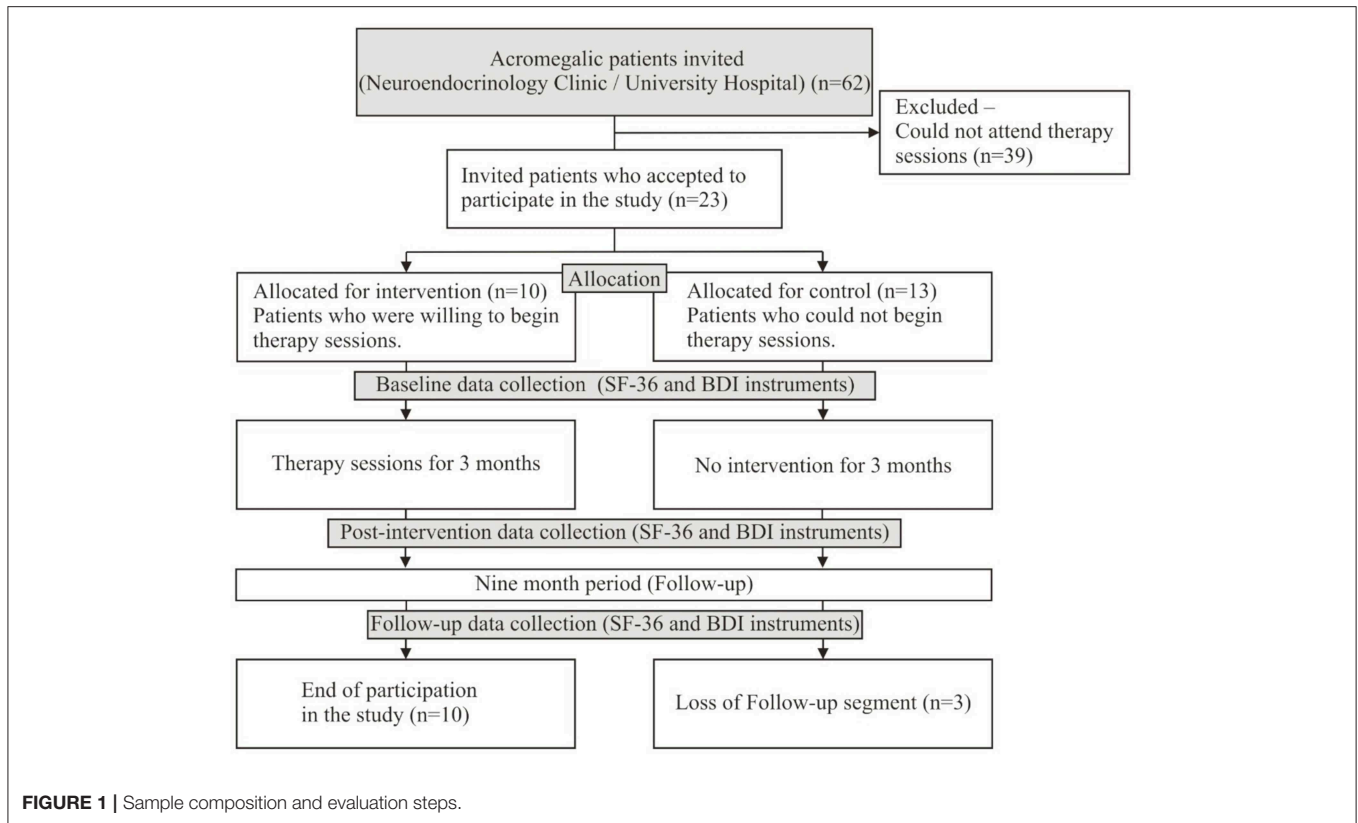 Acromegalic patients invited
(Neuroendocrinology Clinic / University Hospital) (n=62)
Excluded –
Could not attend therapy
sessions (n=39)
Invited patients who accepted to
participate in the study (n=23)
Allocation
Allocated for intervention (n=10)
Patients who were willing to begin
therapy sessions.
Allocated for control (n=13)
Patients who could not begin
therapy sessions.
Baseline data collection (SF-36 and BDI instruments)
Therapy sessions for 3 months
No intervention for 3 months
Post-intervention data collection (SF-36 and BDI instruments)
Nine month period (Follow-up)
Follow-up data collection (SF-36 and BDI instruments)
End of participation
in the study (n=10)
Loss of Follow-up segment (n=3)
FIGURE 1 | Sample composition and evaluation steps.